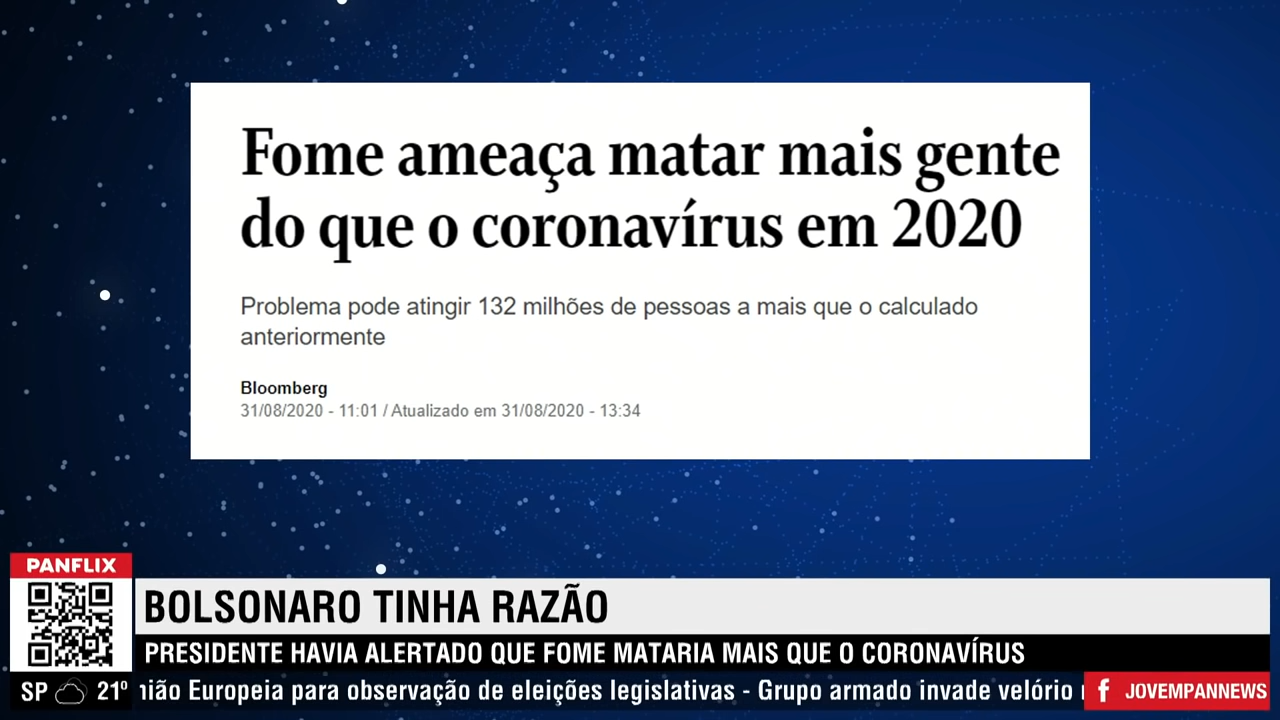 Fome ameaça matar mais gente
do que o coronavírus em 2020
Problema pode atingir 132 milhões de pessoas a mais que o calculado
anteriormente
Bloomberg
31/08/2020 - 11:01 / Atualizado em 31/08/2020 - 13:34
PANFLIX
BOLSONARO TINHA RAZÃO
PRESIDENTE HAVIA ALERTADO QUE FOME MATARIA MAIS QUE O CORONAVÍRUS
SP 21º nião Europeia para observação de eleições legislativas - Grupo armado invade velório f JOVEMPANNEWS